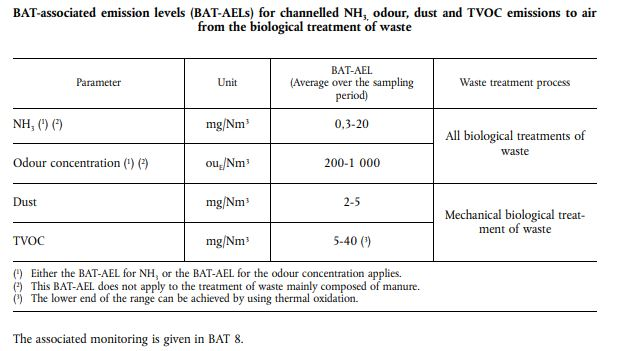 BAT-associated emission levels (BAT-AELs) for channelled NH₃, odour, dust and TVOC emissions to air
from the biological treatment of waste
Parameter Unit BAT-AEL (Average over the sampling period) Waste treatment process
NH₃ (¹) (²) mg/Nm³ 0,3-20 All biological treatments of waste
Odour concentration (¹) (²) ouE/Nm³ 200-1 000
Dust mg/Nm³ 2-5 Mechanical biological treat-ment of waste
TVOC mg/Nm³ 5-40 (³)
(¹) Either the BAT-AEL for NH₃ or the BAT-AEL for the odour concentration applies.
(²) This BAT-AEL does not apply to the treatment of waste mainly composed of manure.
(³) The lower end of the range can be achieved by using thermal oxidation.
The associated monitoring is given in BAT 8.